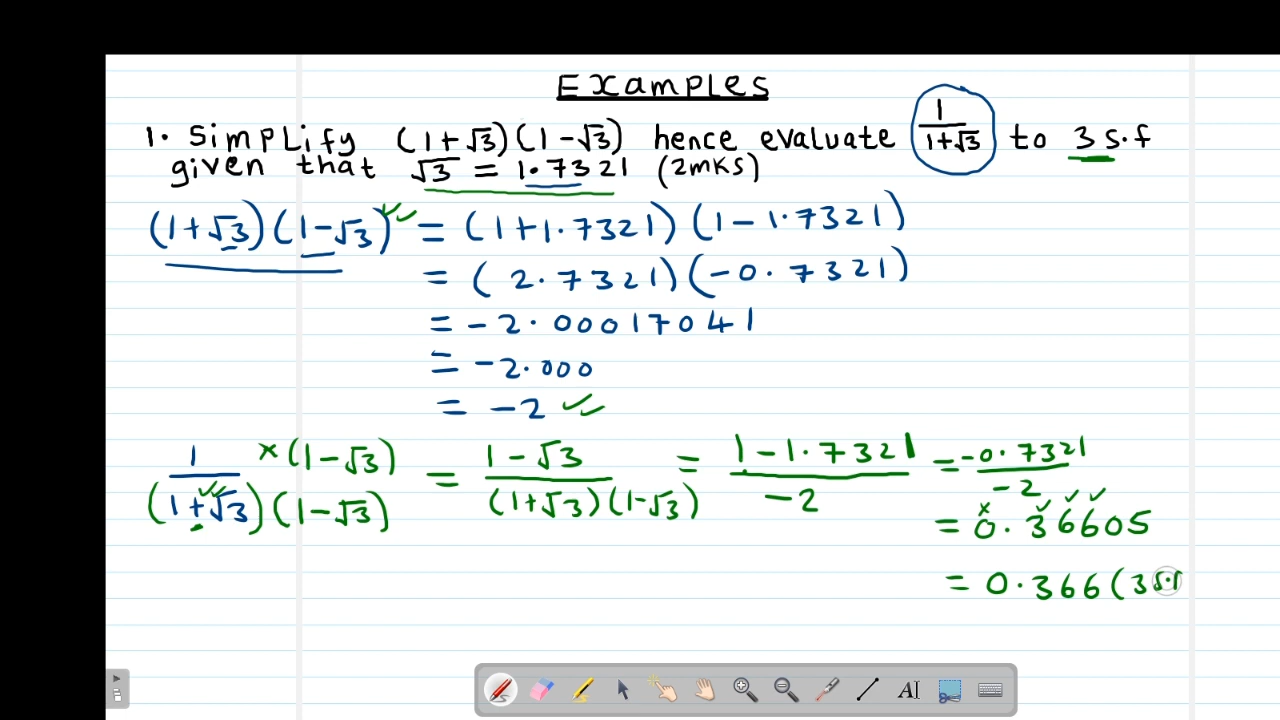 Examples
1. Simplify (1+√3)(1-√3) hence evaluate 1/(1+√3) to 3 s.f
given that √3 = 1.7321 (2mks)
(1+√3)(1-√3) = (1+1.7321)(1-1.7321)
= (2.7321)(-0.7321)
= -2.00017041
= -2.000
= -2
1/(1+√3) × (1-√3)/(1-√3) = (1-√3)/((1+√3)(1-√3)) = (1-1.7321)/-2 = -0.7321/-2
= 0.36605
= 0.366 (3 s.f
AI